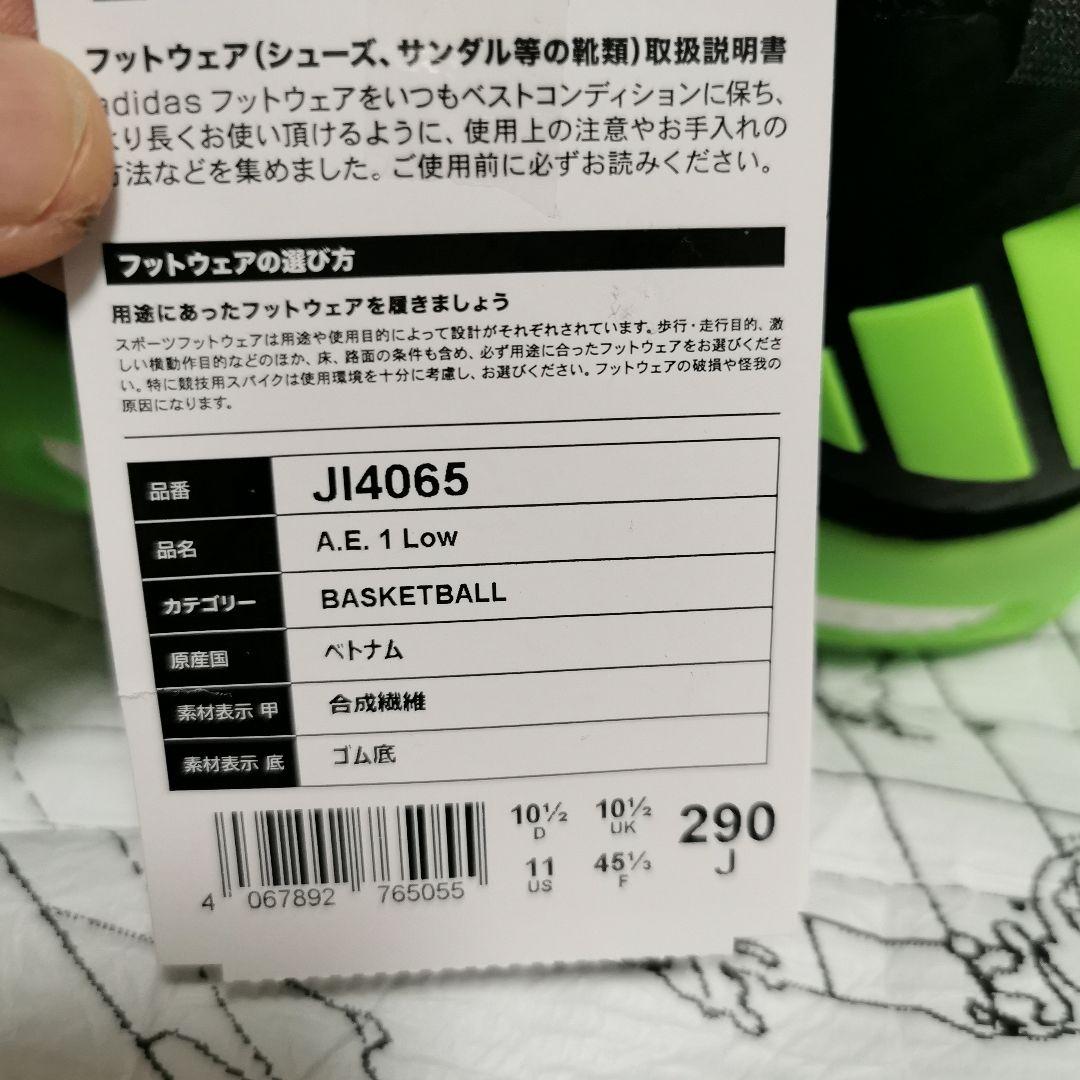 フットウェア(シューズ、サンダル等の靴類)取扱説明書
adidas フットウェアをいつもベストコンディションに保ち、
より長くお使い頂けるように、使用上の注意やお手入れの
方法などを集めました。ご使用前に必ずお読みください。
フットウェアの選び方
用途にあったフットウェアを履きましょう
スポーツフットウェアは用途や使用目的によって設計がそれぞれされています。歩行・走行目的、激
しい横動作目的などのほか、床、路面の条件も含め、必ず用途に合ったフットウェアをお選びくださ
い。特に競技用スパイクは使用環境を十分に考慮し、お選びください。フットウェアの破損や怪我の
原因になります。
品番 JI4065
品名 A.E. 1 Low
カテゴリー BASKETBALL
原産国 ベトナム
素材表示 甲 合成繊維
素材表示 底 ゴム底
10½ 10½ 290
D UK J
11 45⅓
US F
4 067892 765055